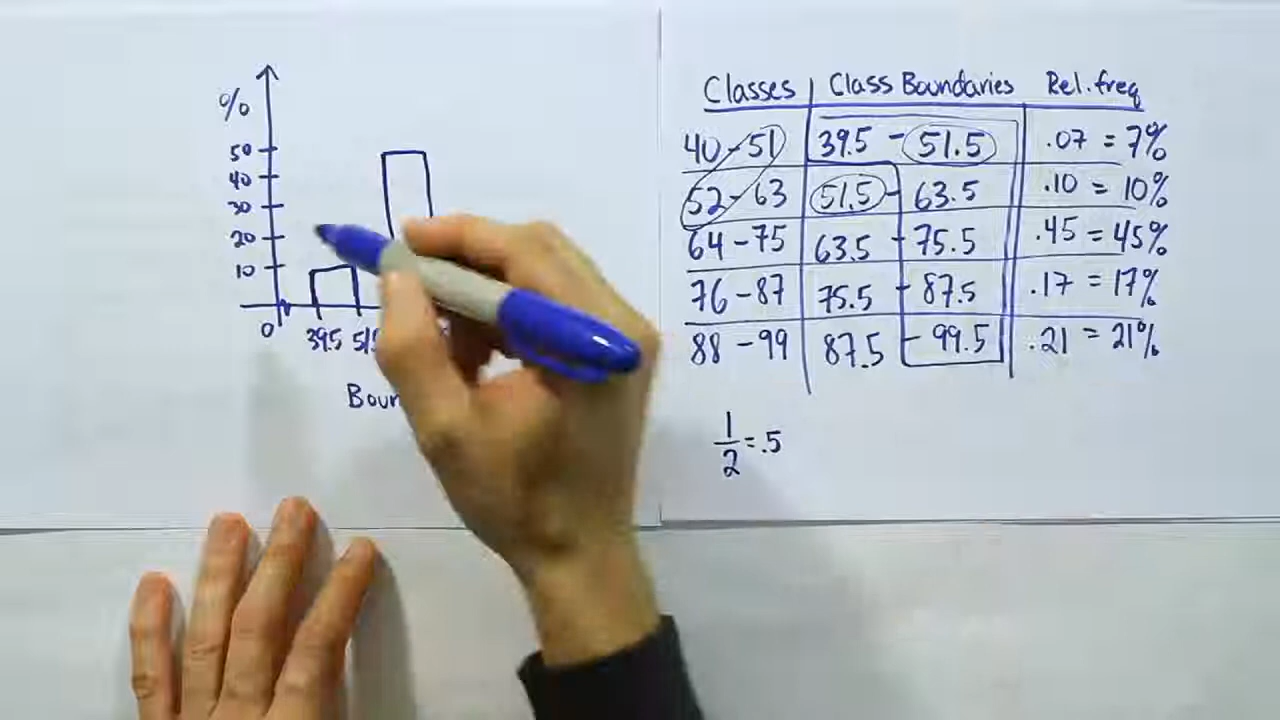 %
50
40
30
20
10
0 39.5
Classes Class Boundaries Rel.freq
40-51 39.5-51.5 .07 = 7%
52-63 51.5-63.5 .10 = 10%
64-75 63.5-75.5 .45 = 45%
76-87 75.5-87.5 .17 = 17%
88-99 87.5-99.5 .21 = 21%
1/2 = .5